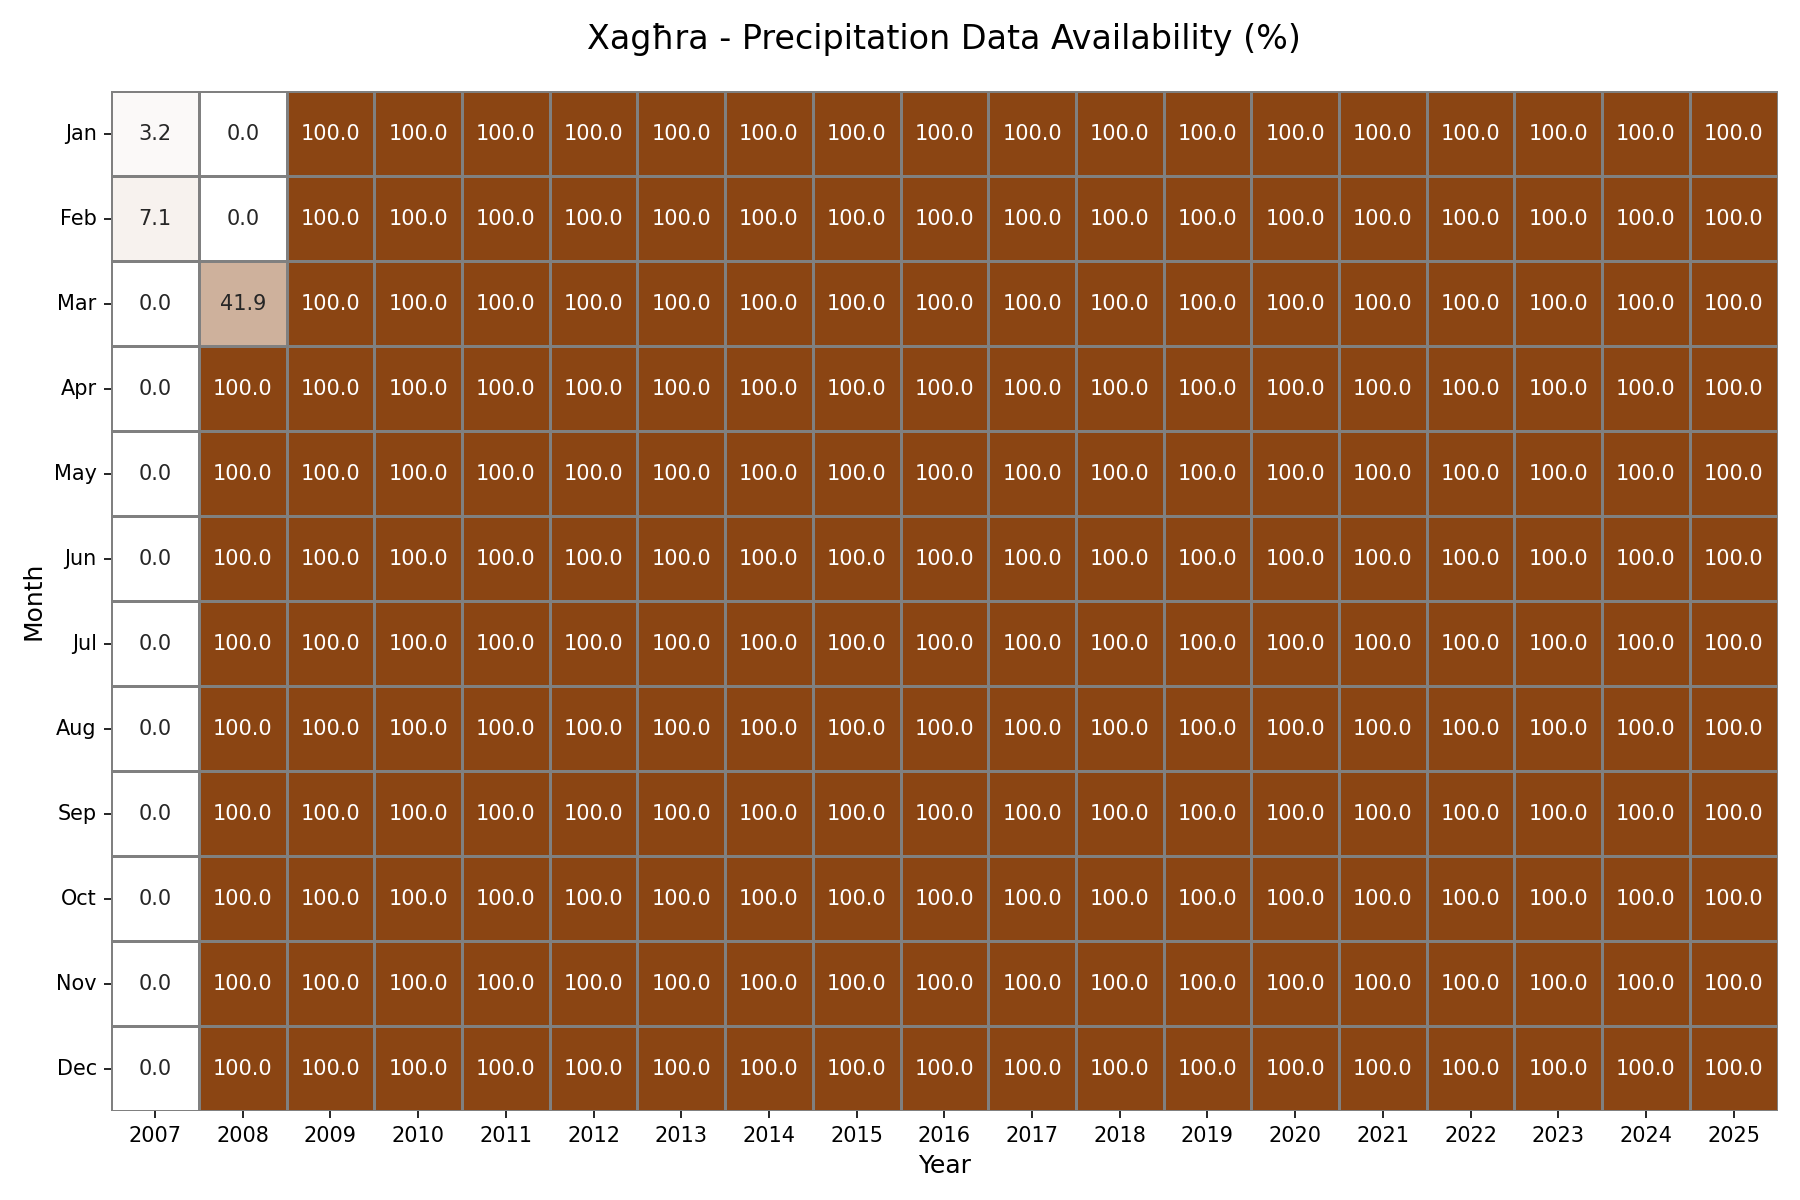 Xagħra - Precipitation Data Availability (%)
Jan 3.2 0.0 100.0 100.0 100.0 100.0 100.0 100.0 100.0 100.0 100.0 100.0 100.0 100.0 100.0 100.0 100.0 100.0 100.0
Feb 7.1 0.0 100.0 100.0 100.0 100.0 100.0 100.0 100.0 100.0 100.0 100.0 100.0 100.0 100.0 100.0 100.0 100.0 100.0
Mar 0.0 41.9 100.0 100.0 100.0 100.0 100.0 100.0 100.0 100.0 100.0 100.0 100.0 100.0 100.0 100.0 100.0 100.0 100.0
Apr 0.0 100.0 100.0 100.0 100.0 100.0 100.0 100.0 100.0 100.0 100.0 100.0 100.0 100.0 100.0 100.0 100.0 100.0 100.0
May 0.0 100.0 100.0 100.0 100.0 100.0 100.0 100.0 100.0 100.0 100.0 100.0 100.0 100.0 100.0 100.0 100.0 100.0 100.0
Jun 0.0 100.0 100.0 100.0 100.0 100.0 100.0 100.0 100.0 100.0 100.0 100.0 100.0 100.0 100.0 100.0 100.0 100.0 100.0
Jul 0.0 100.0 100.0 100.0 100.0 100.0 100.0 100.0 100.0 100.0 100.0 100.0 100.0 100.0 100.0 100.0 100.0 100.0 100.0
Aug 0.0 100.0 100.0 100.0 100.0 100.0 100.0 100.0 100.0 100.0 100.0 100.0 100.0 100.0 100.0 100.0 100.0 100.0 100.0
Sep 0.0 100.0 100.0 100.0 100.0 100.0 100.0 100.0 100.0 100.0 100.0 100.0 100.0 100.0 100.0 100.0 100.0 100.0 100.0
Oct 0.0 100.0 100.0 100.0 100.0 100.0 100.0 100.0 100.0 100.0 100.0 100.0 100.0 100.0 100.0 100.0 100.0 100.0 100.0
Nov 0.0 100.0 100.0 100.0 100.0 100.0 100.0 100.0 100.0 100.0 100.0 100.0 100.0 100.0 100.0 100.0 100.0 100.0 100.0
Dec 0.0 100.0 100.0 100.0 100.0 100.0 100.0 100.0 100.0 100.0 100.0 100.0 100.0 100.0 100.0 100.0 100.0 100.0 100.0
2007 2008 2009 2010 2011 2012 2013 2014 2015 2016 2017 2018 2019 2020 2021 2022 2023 2024 2025
Year
Month